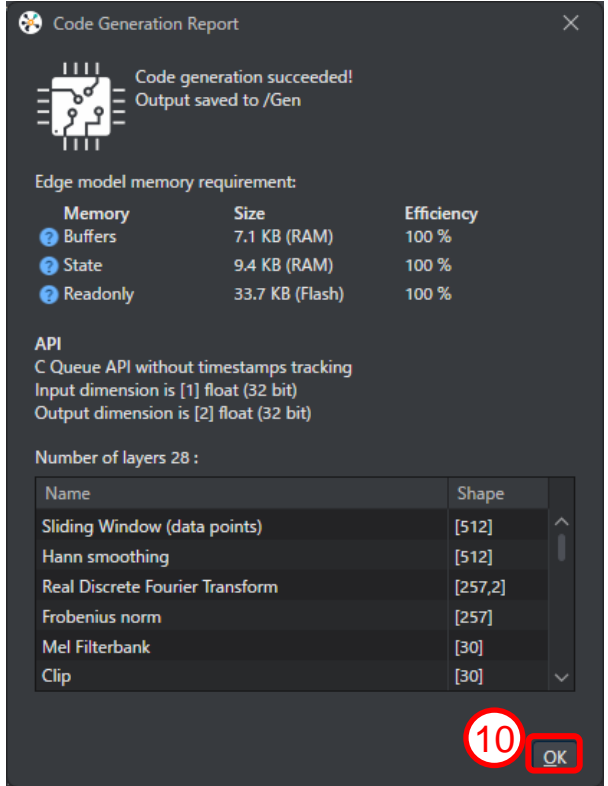 Code Generation Report
Code generation succeeded!
Output saved to /Gen
Edge model memory requirement:
Memory Size Efficiency
? Buffers 7.1 KB (RAM) 100 %
? State 9.4 KB (RAM) 100 %
? Readonly 33.7 KB (Flash) 100 %
API
C Queue API without timestamps tracking
Input dimension is [1] float (32 bit)
Output dimension is [2] float (32 bit)
Number of layers 28 :
Name Shape
Sliding Window (data points) [512]
Hann smoothing [512]
Real Discrete Fourier Transform [257,2]
Frobenius norm [257]
Mel Filterbank [30]
Clip [30]
10 OK